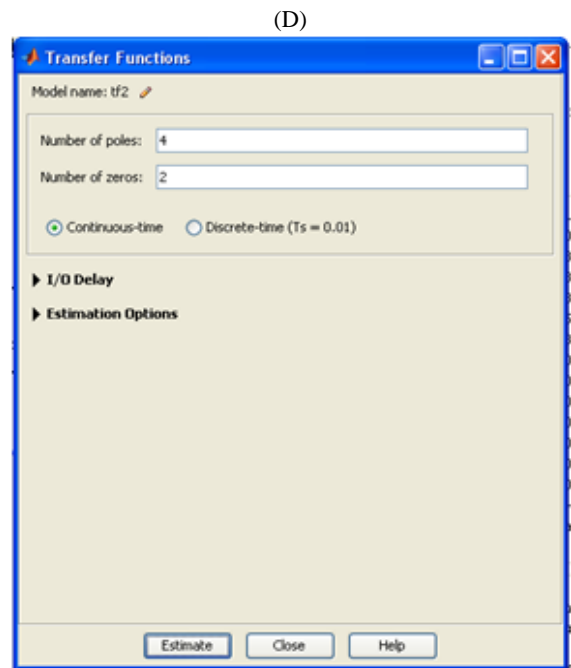 (D)
Transfer Functions
Model name: tf2
Number of poles: 4
Number of zeros: 2
Continuous-time Discrete-time (Ts = 0.01)
I/O Delay
Estimation Options
Estimate Close Help